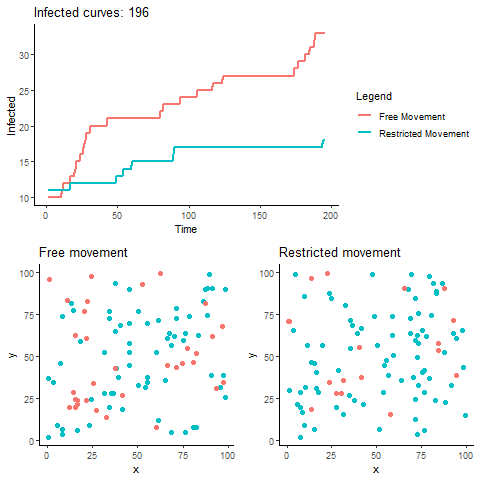 Infected curves: 196
Infected
30
25
20
15
10
0
50
100
150
200
Time
Legend
Free Movement
Restricted Movement
Free movement
y
100
75
50
25
0
0
25
50
75
100
x
Restricted movement
y
100
75
50
25
0
0
25
50
75
100
x